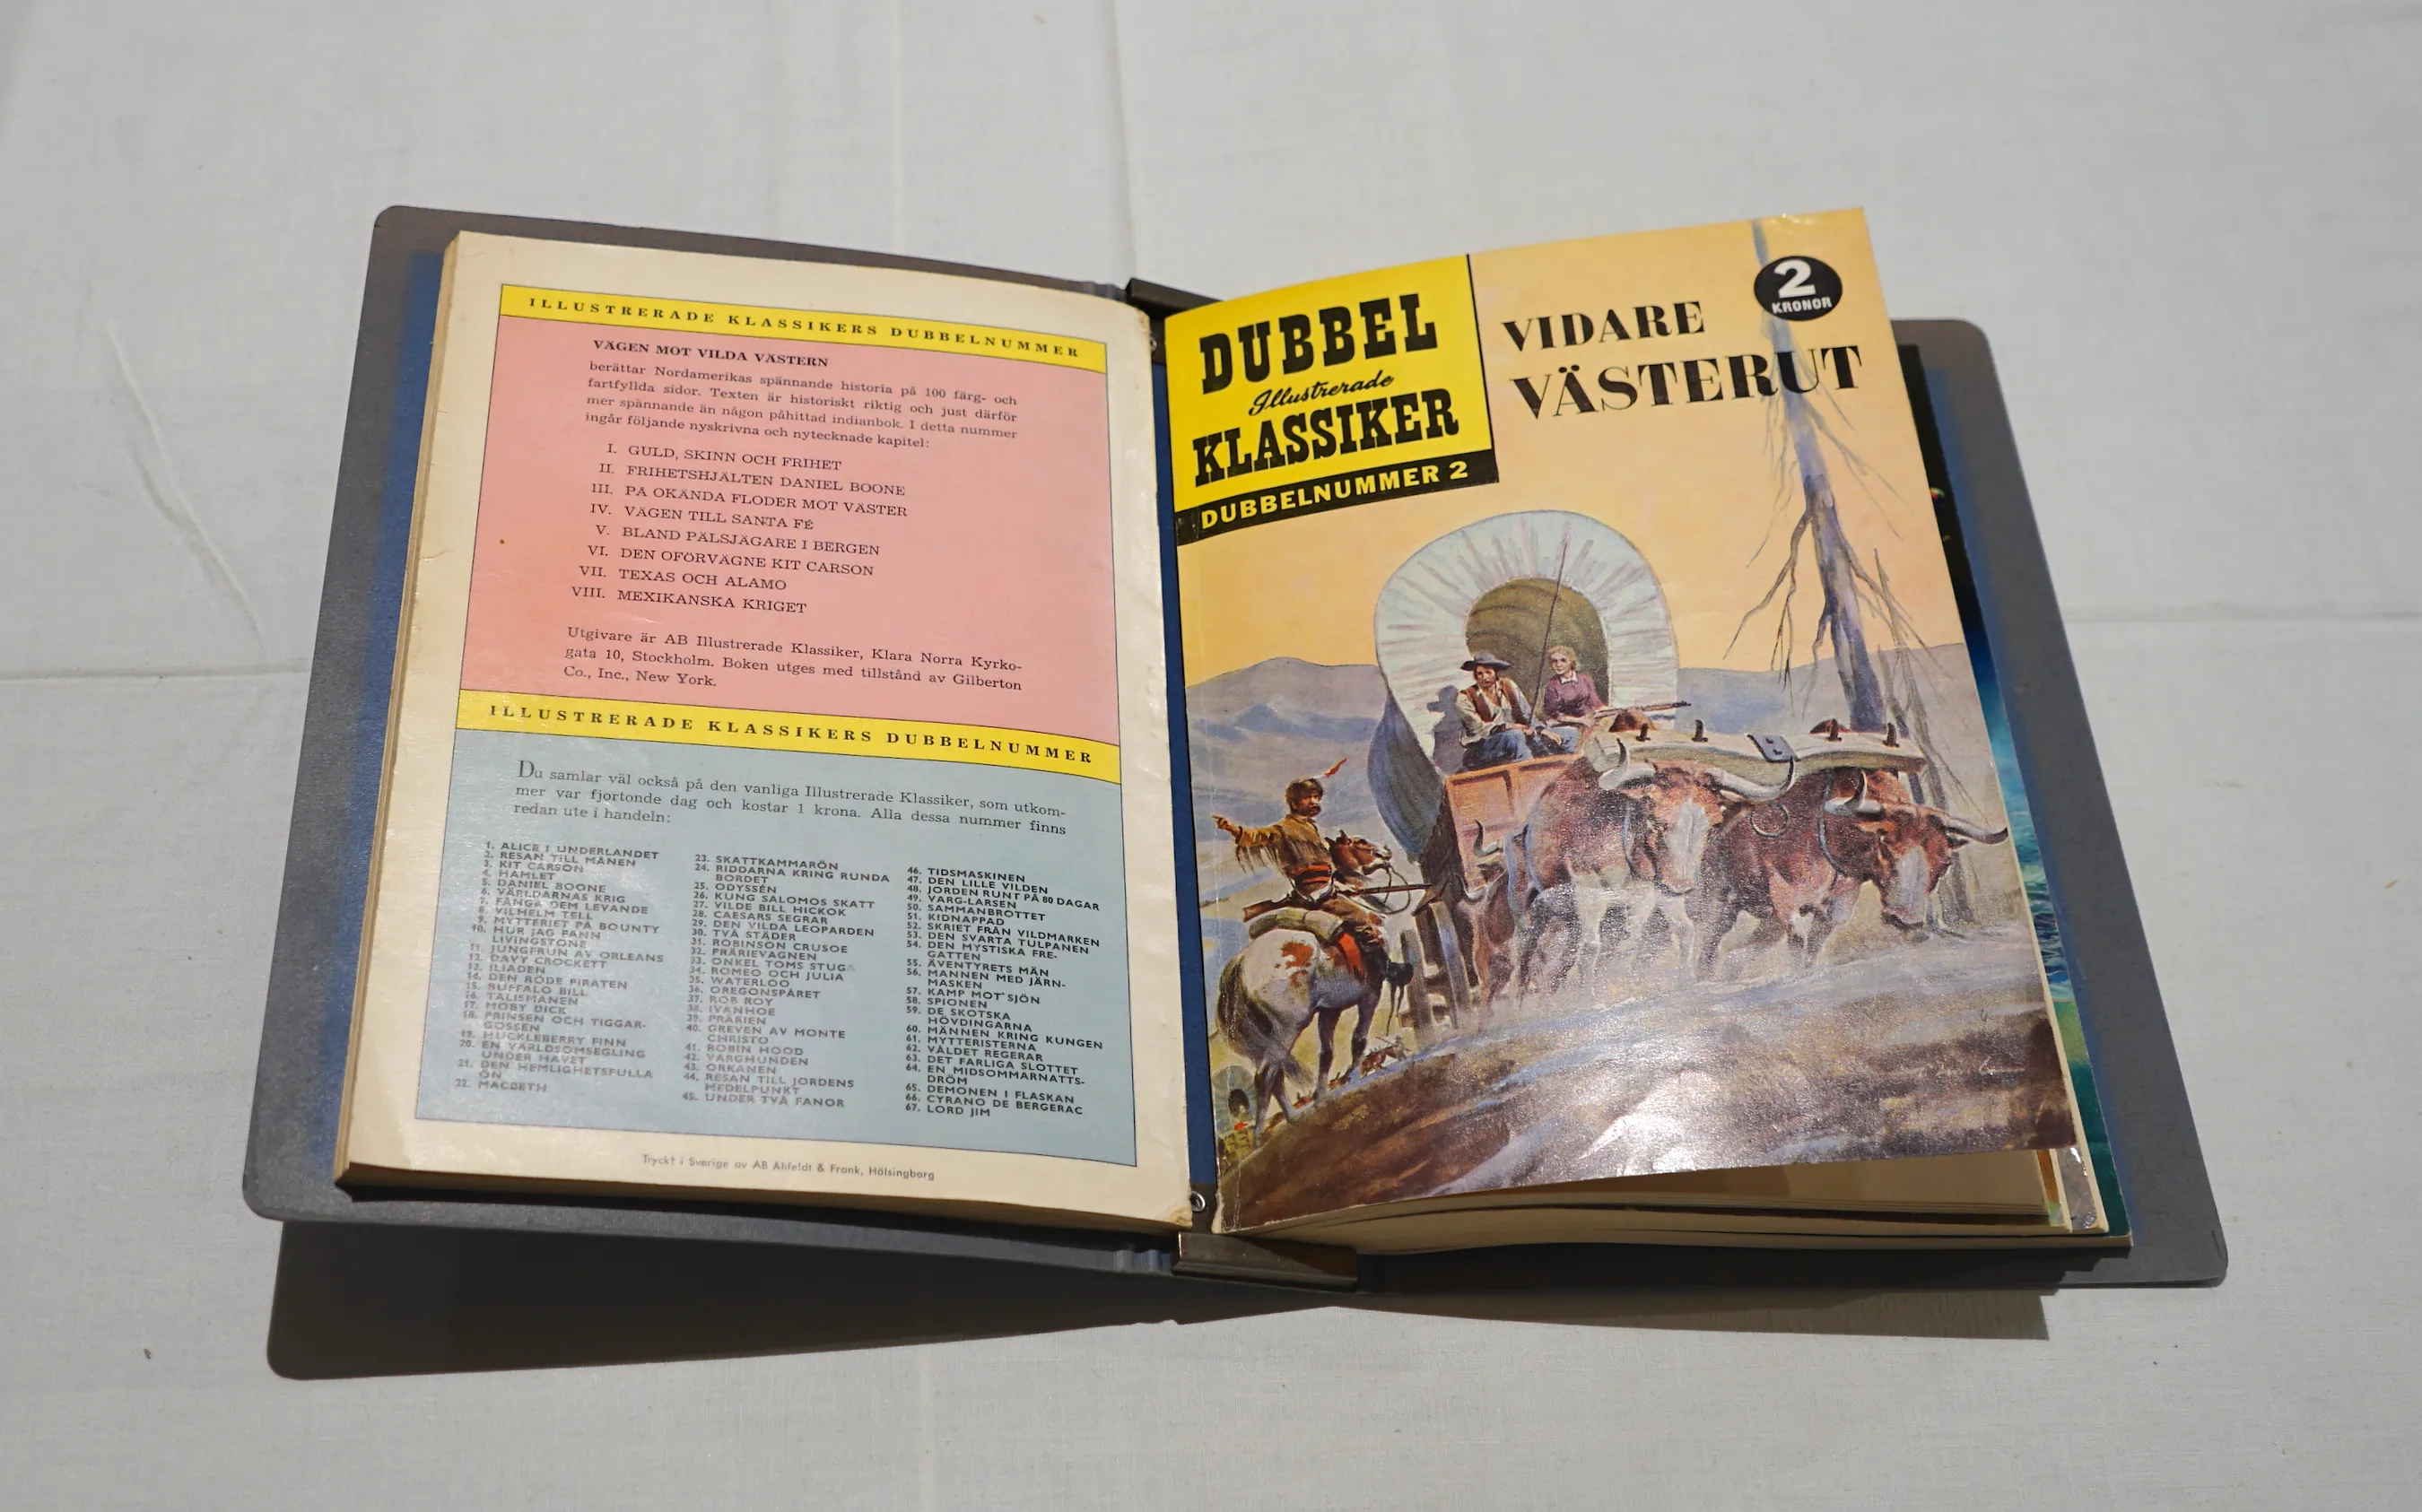 ILLUSTRERADE KLASSIKERS DUBBELNUMMER
VÄGEN MOT VILDA VÄSTERN
berättar Nordamerikas spännande historia på 100 färg- och
fartfyllda sidor. Texten är historiskt riktig och just därför
mer spännande än någon påhittad indianbok. I detta nummer
ingår följande nyskrivna och nytecknade kapitel:
I. GULD, SKINN OCH FRIHET
II. FRIHETSHJÄLTEN DANIEL BOONE
III. PÅ OKÄNDA FLODER MOT VÄSTER
IV. VÄGEN TILL SANTA FÉ
V. BLAND PÄLSJÄGARE I BERGEN
VI. DEN OFÖRVÄGNE KIT CARSON
VII. TEXAS OCH ALAMO
VIII. MEXIKANSKA KRIGET
Utgivare är AB Illustrerade Klassiker, Klara Norra Kyrko-
gata 10, Stockholm. Boken utges med tillstånd av Gilberton
Co., Inc., New York.
ILLUSTRERADE KLASSIKERS DUBBELNUMMER
Du samlar väl också på den vanliga Illustrerade Klassiker, som utkom-
mer var fjortonde dag och kostar 1 krona. Alla dessa nummer finns
redan ute i handeln:
1. ALICE I UNDERLANDET
2. RESAN TILL MÅNEN
3. KIT CARSON
4. HAMLET
5. DANIEL BOONE
6. VÄRLDARNAS KRIG
7. FÅNGA DEM LEVANDE
8. VILHELM TELL
9. MYTTERIET PÅ BOUNTY
10. HUR JAG FANN
LIVINGSTONE
11. JUNGFRUN AV ORLEANS
12. DAVY CROCKETT
13. ILIADEN
14. DEN RÖDE PIRATEN
15. BUFFALO BILL
16. TALISMANEN
17. MOBY DICK
18. PRINSEN OCH TIGGAR-
GOSSEN
19. HUCKLEBERRY FINN
20. EN VÄRLDSOMSEGLING
UNDER HAVET
21. DEN HEMLIGHETSFULLA
ÖN
22. MACBETH
23. SKATTKAMMARÖN
24. RIDDARNA KRING RUNDA
BORDET
25. ODYSSÉN
26. KUNG SALOMOS SKATT
27. VILDE BILL HICKOK
28. CAESARS SEGRAR
29. DEN VILDA LEOPARDEN
30. TVÅ STÄDER
31. ROBINSON CRUSOE
32. PRÄRIEVAGNEN
33. ONKEL TOMS STUGA
34. ROMEO OCH JULIA
35. WATERLOO
36. OREGONSPÅRET
37. ROB ROY
38. IVANHOE
39. PRÄRIEN
40. GREVEN AV MONTE
CHRISTO
41. ROBIN HOOD
42. VARGHUNDEN
43. ORKANEN
44. RESAN TILL JORDENS
MEDELPUNKT
45. UNDER TVÅ FANOR
46. TIDSMASKINEN
47. DEN LILLE VILDEN
48. JORDEN RUNT PÅ 80 DAGAR
49. VARG-LARSEN
50. SAMMANBROTTET
51. KIDNAPPAD
52. SKRIET FRÅN VILDMARKEN
53. DEN SVARTA TULPANEN
54. DEN MYSTISKA FRE-
GATTEN
55. ÄVENTYRETS MÄN
56. MANNEN MED JÄRN-
MASKEN
57. KAMP MOT SJÖN
58. SPIONEN
59. DE SKOTSKA
HÖVDINGARNA
60. MÄNNEN KRING KUNGEN
61. MYTTERISTERNA
62. VÅLDET REGERAR
63. DET FARLIGA SLOTTET
64. EN MIDSOMMARNATTS-
DRÖM
65. DEMONEN I FLASKAN
66. CYRANO DE BERGERAC
67. LORD JIM
Tryckt i Sverige av AB Ahfeldt & Frank, Hälsingborg
DUBBEL
Illustrerade
KLASSIKER
DUBBELNUMMER 2
2
KRONOR
VIDARE
VÄSTERUT